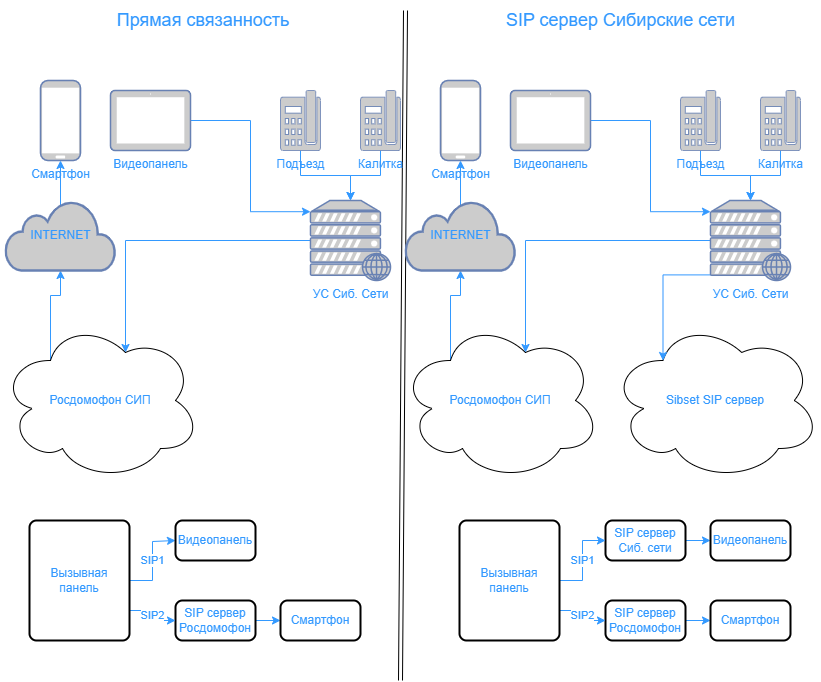 Прямая связанность
SIP сервер Сибирские сети
Смартфон
Видеопанель
Подъезд
Калитка
INTERNET
УС Сиб. Сети
Росдомофон СИП
Смартфон
Видеопанель
Подъезд
Калитка
INTERNET
УС Сиб. Сети
Росдомофон СИП
Sibset SIP сервер
Вызывная
панель
SIP1
Видеопанель
SIP2
SIP сервер
Росдомофон
Смартфон
Вызывная
панель
SIP1
SIP сервер
Сиб. сети
Видеопанель
SIP2
SIP сервер
Росдомофон
Смартфон